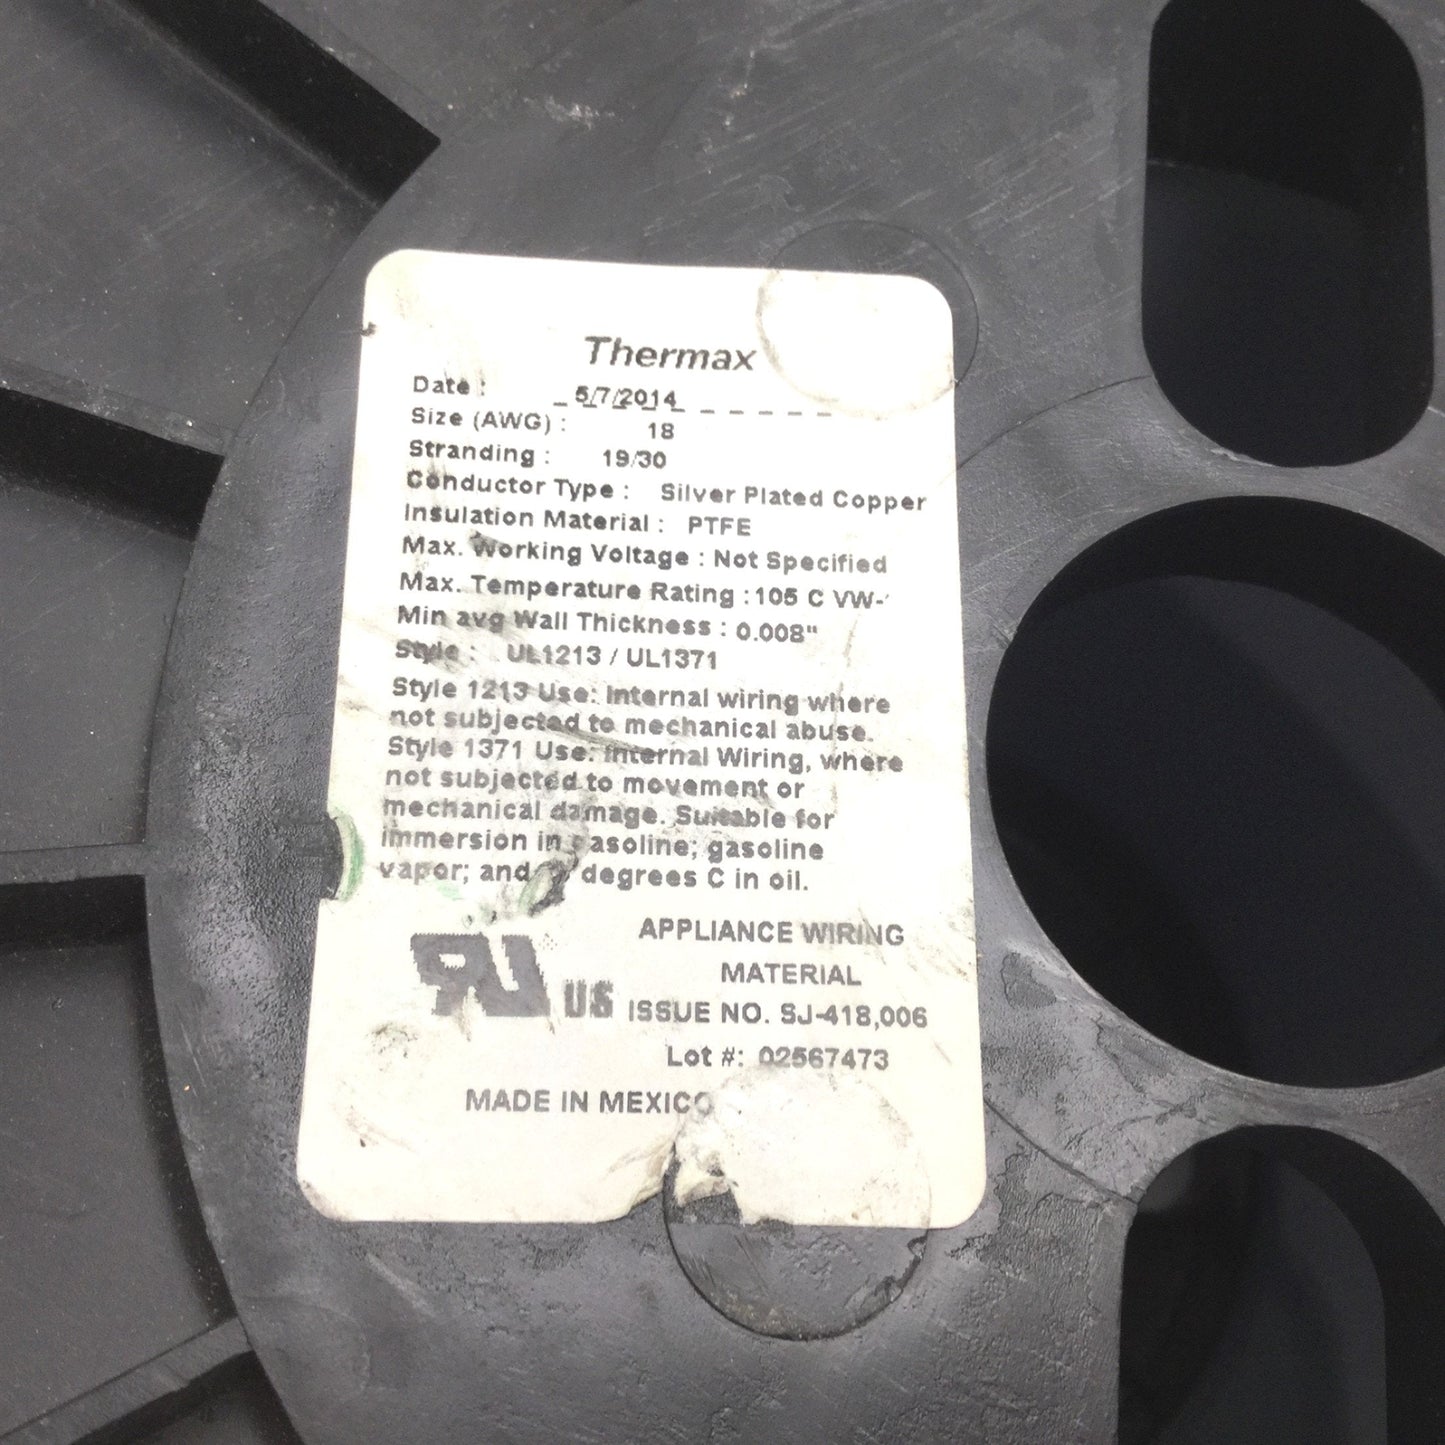 Thermax
Date : 5/7/2014
Size (AWG) : 18
Stranding : 19/30
Conductor Type : Silver Plated Copper
Insulation Material : PTFE
Max. Working Voltage : Not Specified
Max. Temperature Rating : 105 C
Min avg Wall Thickness : 0.008"
Style : UL1213 / UL1371
Style 1213 Use: Internal wiring where
not subjected to mechanical abuse.
Style 1371 Use: Internal Wiring, where
not subjected to movement or
mechanical damage. Suitable for
immersion in gasoline; gasoline
vapor; and degrees C in oil.
APPLIANCE WIRING
MATERIAL
RU US ISSUE NO. SJ-418,006
Lot #: 02567473
MADE IN MEXICO